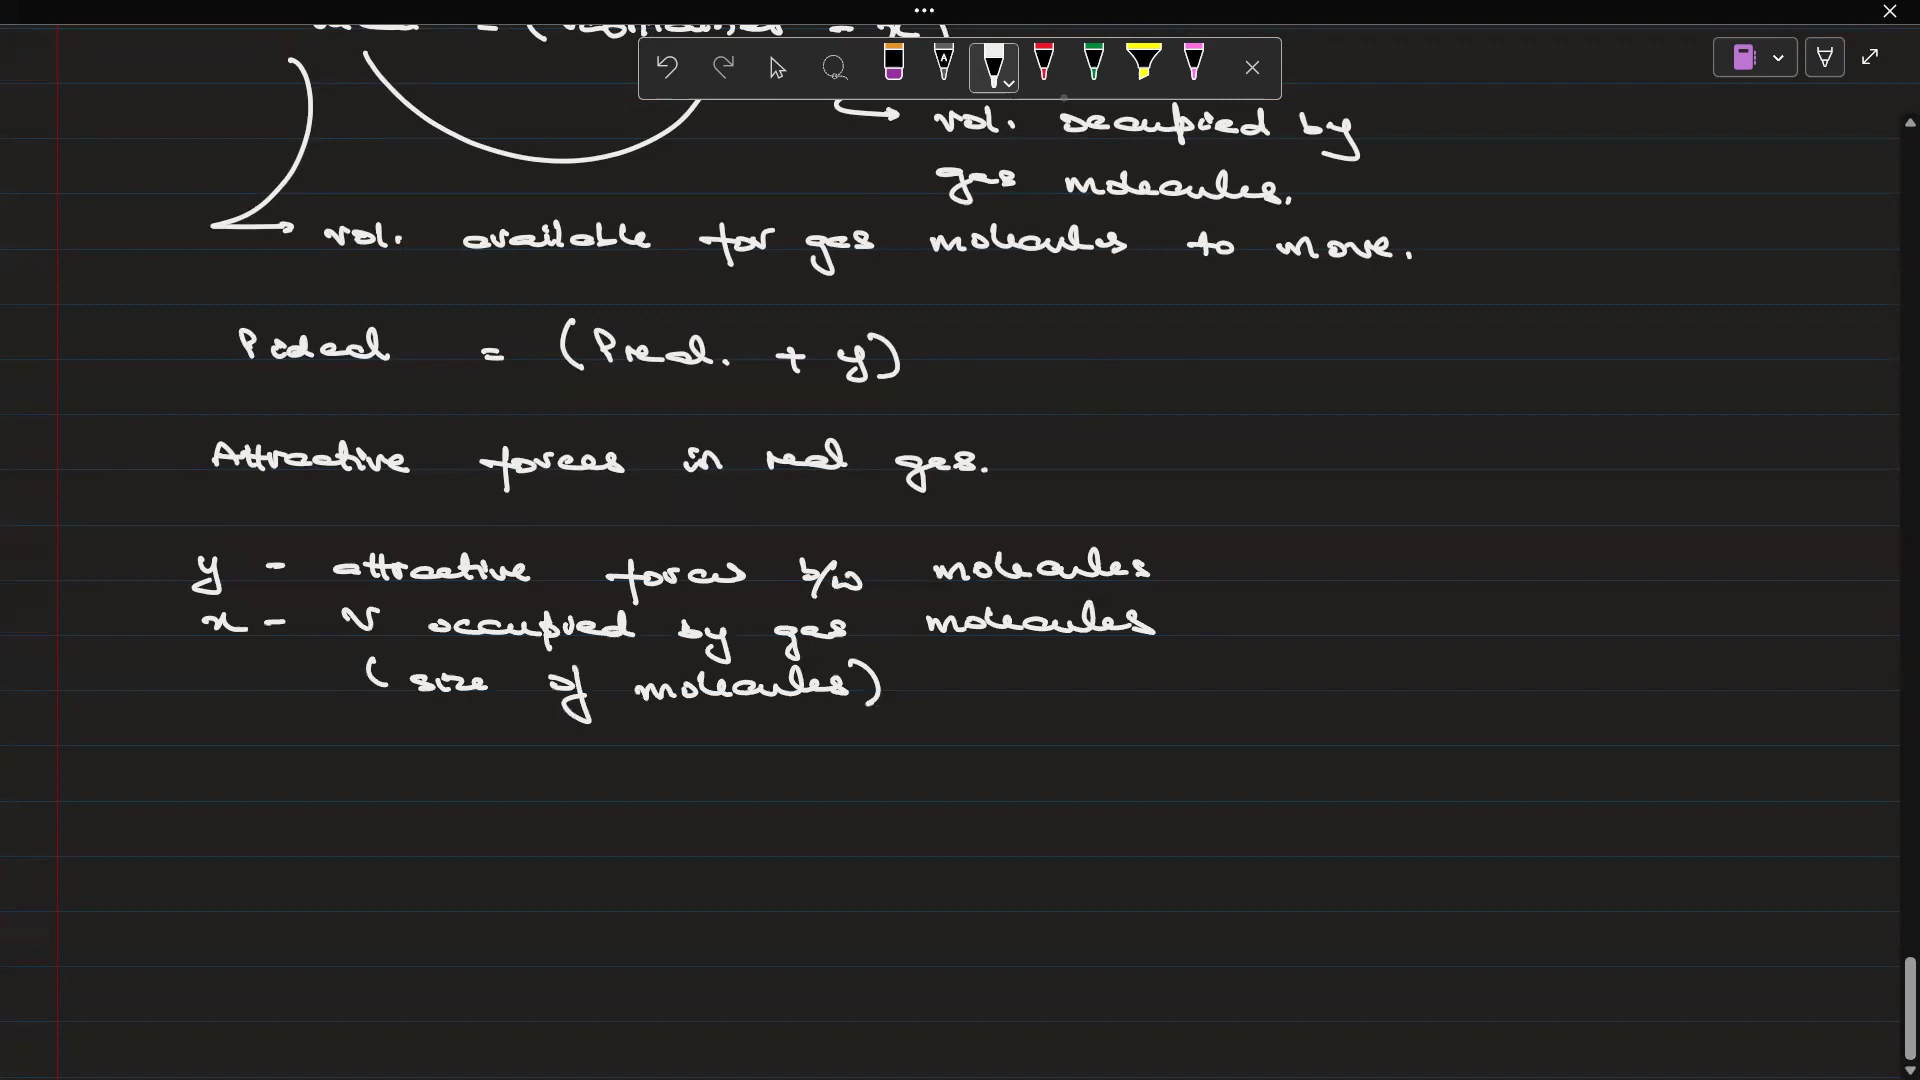 = (Vcontainer - x)
vol. occupied by
gas molecules.
vol. available for gas molecules to move.
Pideal = (Preal. + y)
Attractive forces in real gas.
y - attractive forces b/w molecules
x - V occupied by gas molecules
(size of molecules)